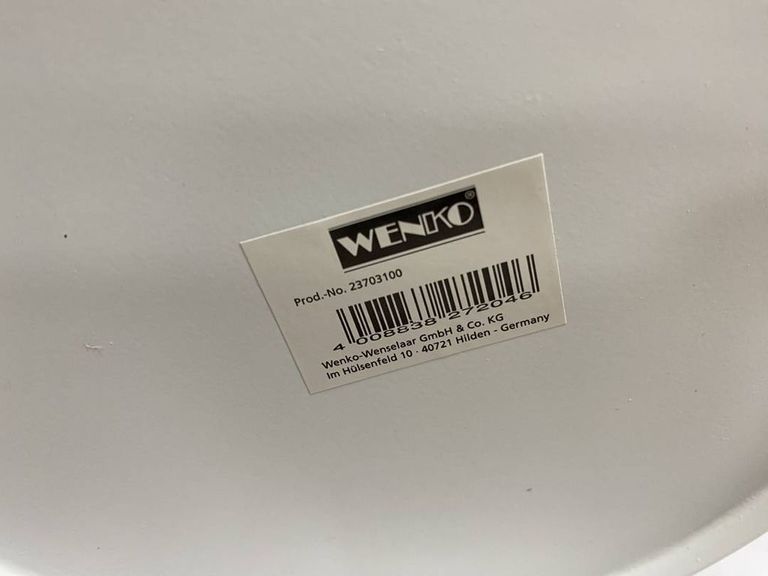 WENKO®
Prod.-No. 23703100
4 008838 272046
Wenko-Wenselaar GmbH & Co. KG
Im Hülsenfeld 10 · 40721 Hilden - Germany